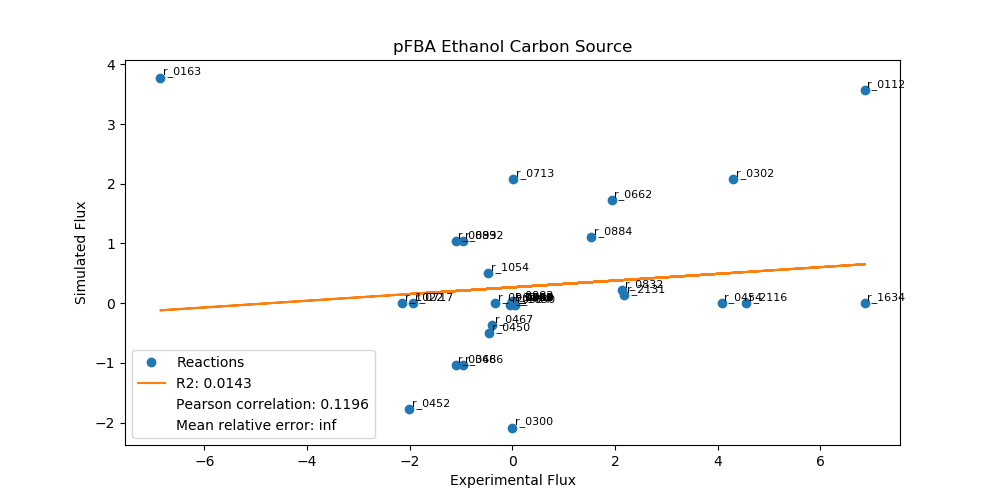 pFBA Ethanol Carbon Source
r_0163
r_0112
r_0713
r_0302
r_0662
r_0884
r_0892
r_1054
r_0832
r_2131
r_0454
r_2116
r_1634
r_0467
r_0450
r_0452
r_0300
Reactions
R2: 0.0143
Pearson correlation: 0.1196
Mean relative error: inf
4
3
2
1
0
−1
−2
−6
−4
−2
0
2
4
6
Simulated Flux
Experimental Flux